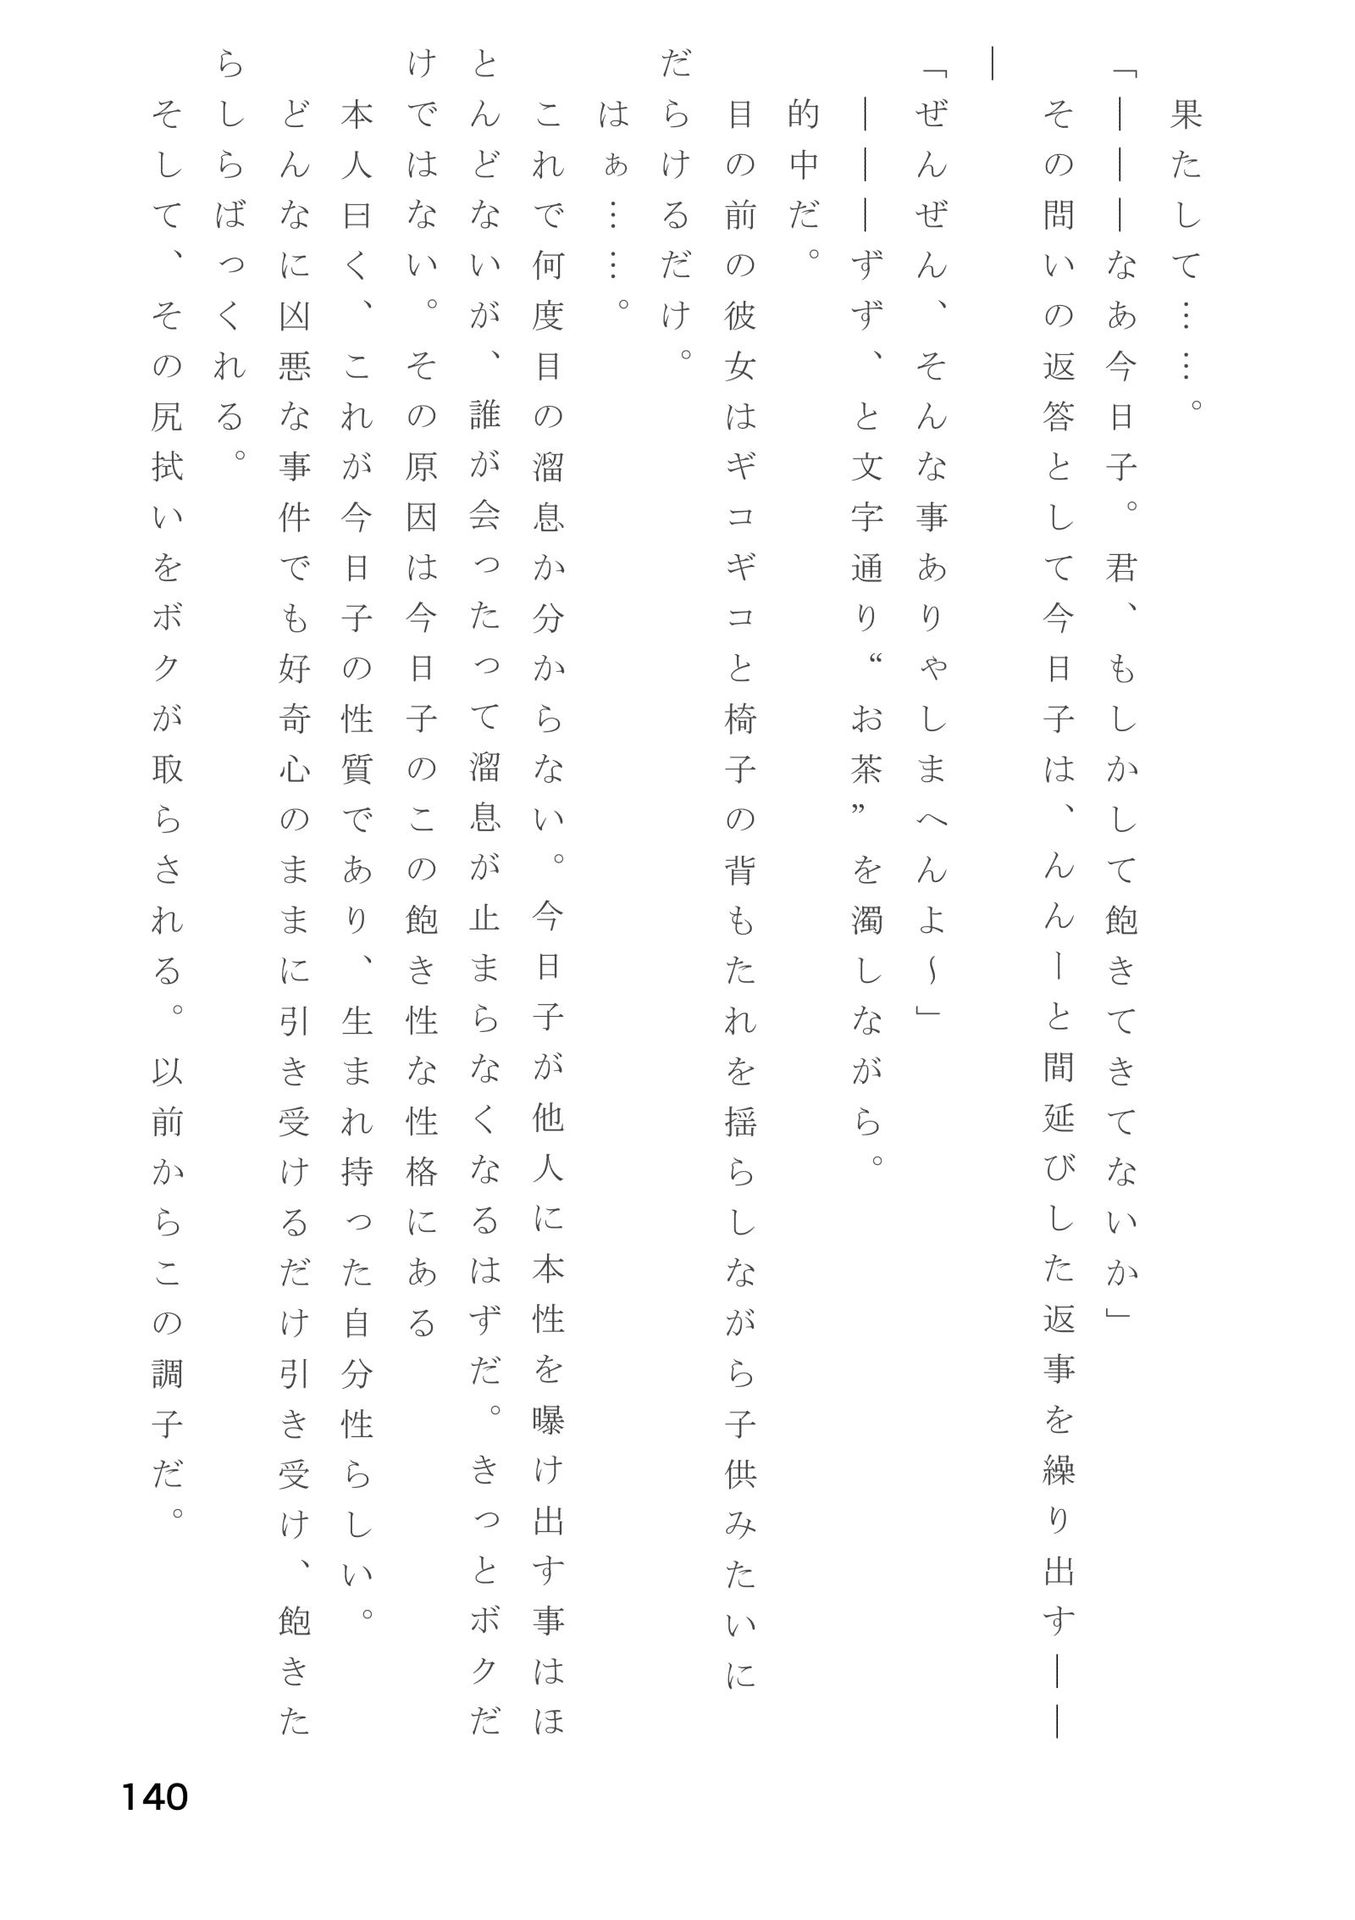 果たして……。
「———なあ今日子。君、もしかして飽きてきてないか」
その問いの返答として今日子は、んんーと間延びした返事を繰り出す——
—
「ぜんぜん、そんな事ありゃしまへんよ～」
———ずず、と文字通り“お茶”を濁しながら。
的中だ。
目の前の彼女はギコギコと椅子の背もたれを揺らしながら子供みたいに
だらけるだけ。
はぁ……。
これで何度目の溜息か分からない。今日子が他人に本性を曝け出す事はほ
とんどないが、誰が会ったって溜息が止まらなくなるはずだ。きっとボクだ
けではない。その原因は今日子のこの飽き性な性格にある
本人曰く、これが今日子の性質であり、生まれ持った自分性らしい。
どんなに凶悪な事件でも好奇心のままに引き受けるだけ引き受け、飽きた
らしらばっくれる。
そして、その尻拭いをボクが取らされる。以前からこの調子だ。
140